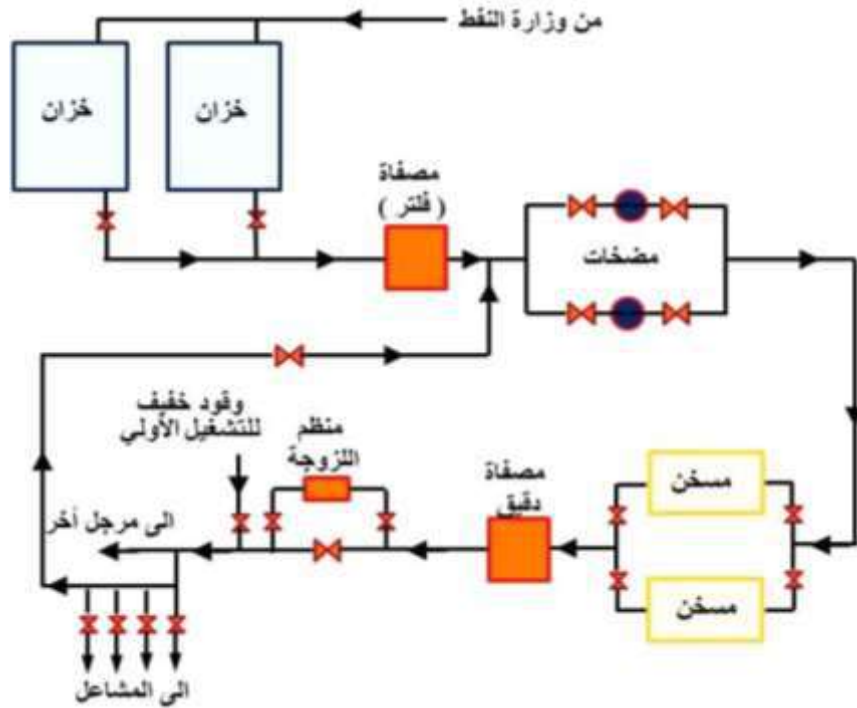 من وزارة النفط
خزان
خزان
مصفاة
( فلتر )
مضخات
وقود خفيف
للتشغيل الأولي
منظم
اللزوجة
مصفاة
دقيق
مسخن
الى مرجل أخر
مسخن
الى المشاعل